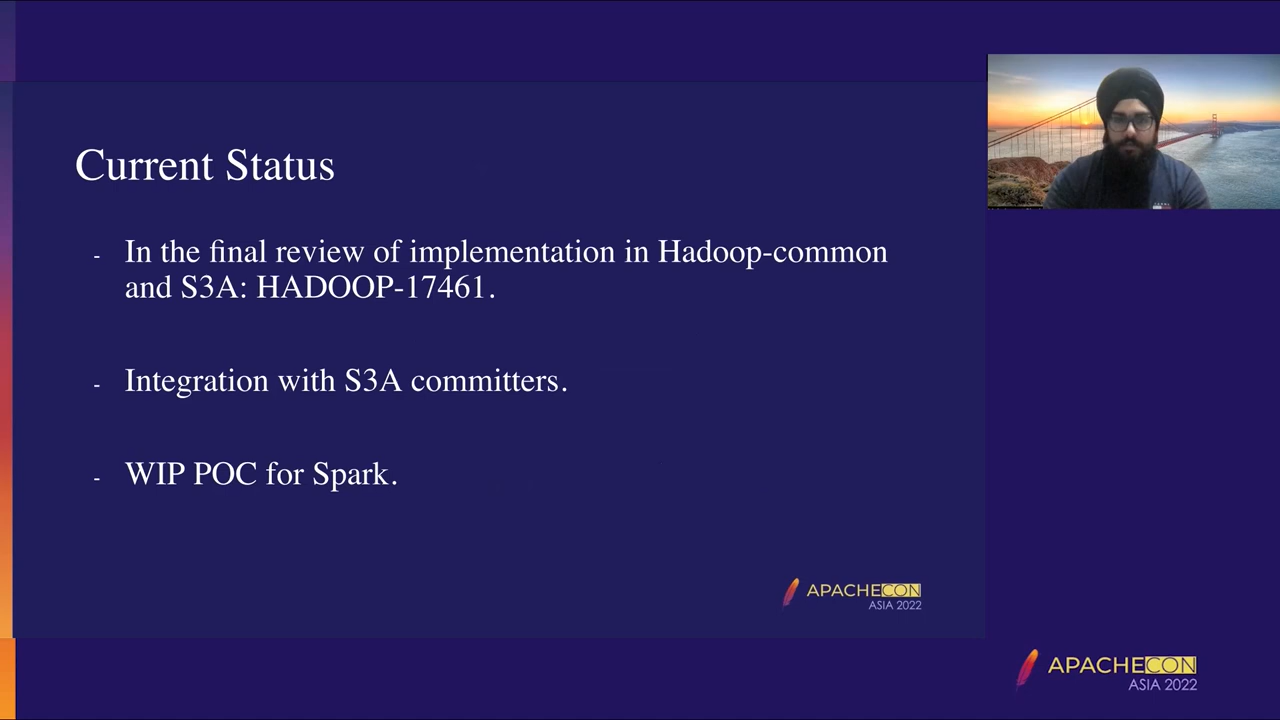 Current Status
- In the final review of implementation in Hadoop-common
and S3A: HADOOP-17461.
- Integration with S3A committers.
- WIP POC for Spark.
APACHECON
ASIA 2022
APACHECON
ASIA 2022